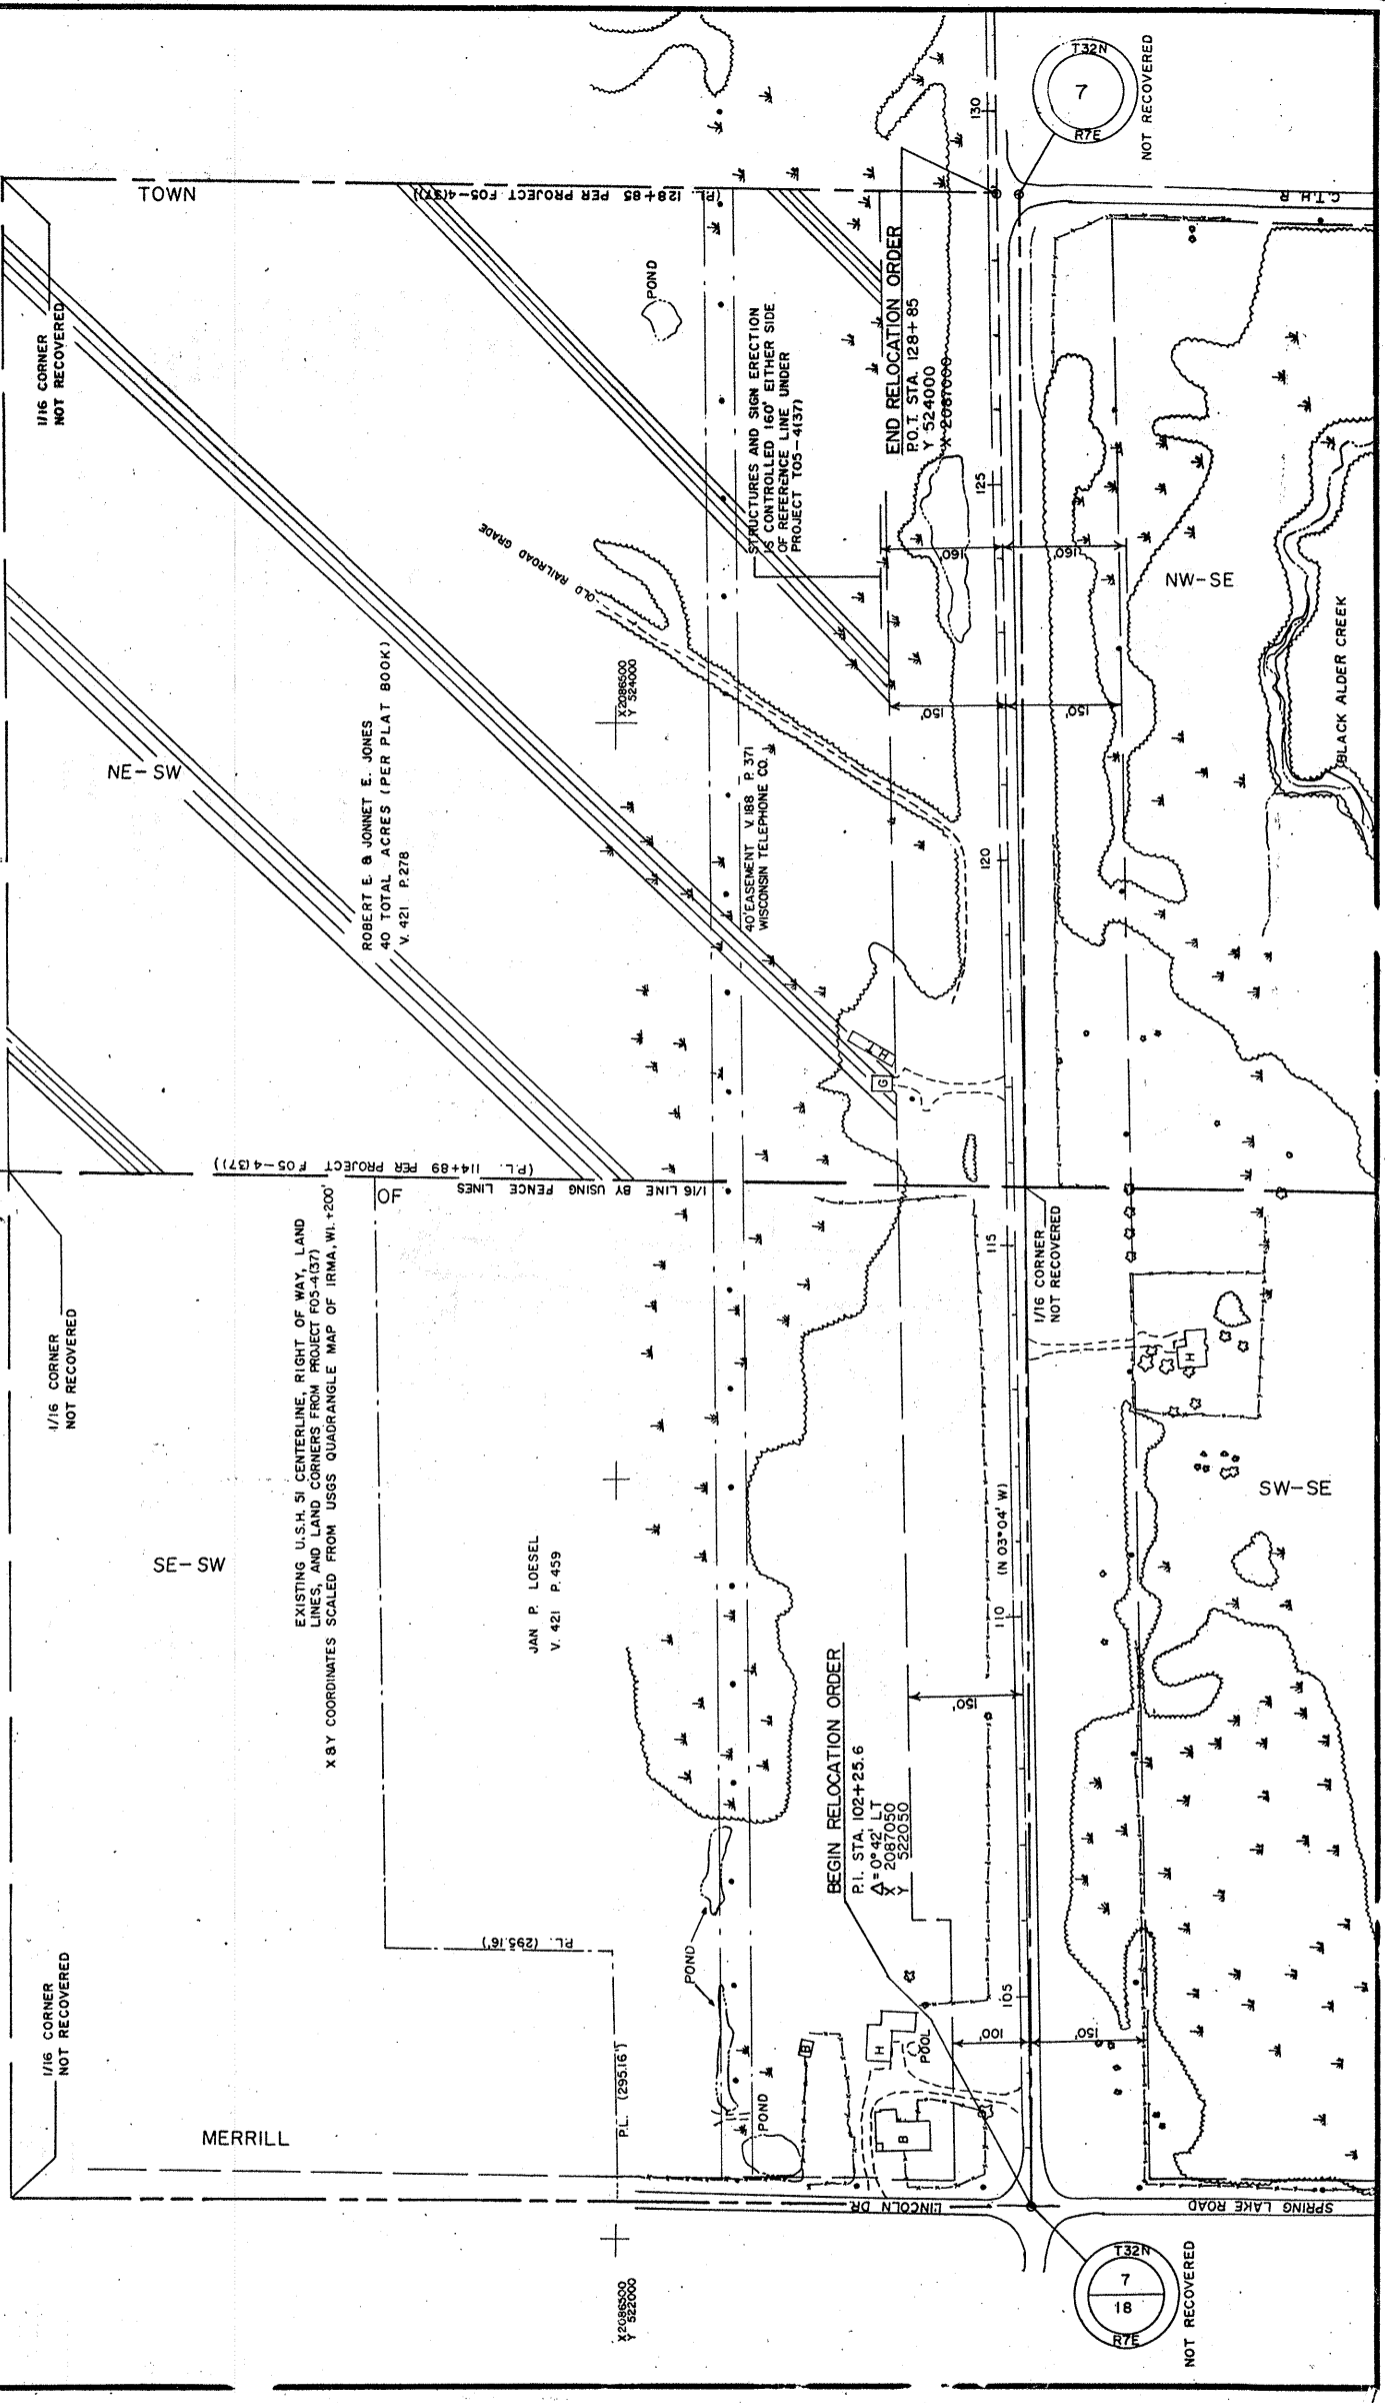 TOWN
1/16 CORNER
NOT RECOVERED
(P.L. 128+85 PER PROJECT F05-4(37))
T32N
7
R7E
NOT RECOVERED
130
C.T.H. R
POND
STRUCTURES AND SIGN ERECTION
IS CONTROLLED 160' EITHER SIDE
OF REFERENCE LINE UNDER
PROJECT T05-4(37)
END RELOCATION ORDER
P.O.T. STA. 128+85
Y 524000
X 2087000
125
160'
160'
NW-SE
OLD RAILROAD GRADE
X2086500
Y 524000
150'
150'
BLACK ALDER CREEK
NE-SW
ROBERT E. & JONNET E. JONES
40 TOTAL ACRES (PER PLAT BOOK)
V. 421 P.278
40' EASEMENT V.188 P. 371
WISCONSIN TELEPHONE CO.
120
H.T.
G
(P.L. 114+89 PER PROJECT F05-4(37))
1/16 LINE BY USING FENCE LINES
OF
1/16 CORNER
NOT RECOVERED
EXISTING U.S.H. 51 CENTERLINE, RIGHT OF WAY, LAND
LINES, AND LAND CORNERS FROM PROJECT F05-4(37)
X & Y COORDINATES SCALED FROM USGS QUADRANGLE MAP OF IRMA, WI. +200'
115
1/16 CORNER
NOT RECOVERED
H
SW-SE
SE-SW
JAN P. LOESEL
V. 421 P. 459
(N 03°04' W)
110
150'
BEGIN RELOCATION ORDER
P.I. STA. 102+25.6
Δ=0°42' LT
X 2087050
Y 522050
P.L. (295.16')
POND
1/16 CORNER
NOT RECOVERED
105
100'
150'
B
H
POOL
P.L. (295.16')
POND
B
MERRILL
LINCOLN DR.
SPRING LAKE ROAD
X2086500
Y 522000
T32N
7
18
R7E
NOT RECOVERED